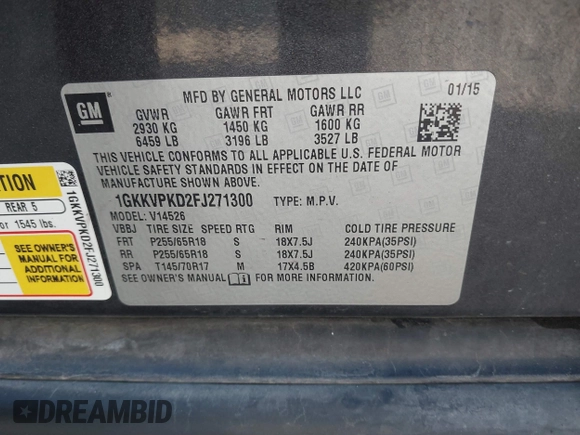 GM
MFD BY GENERAL MOTORS LLC
01/15
GVWR GAWR FRT GAWR RR
2930 KG 1450 KG 1600 KG
6459 LB 3196 LB 3527 LB
THIS VEHICLE CONFORMS TO ALL APPLICABLE U.S. FEDERAL MOTOR
VEHICLE SAFETY STANDARDS IN EFFECT ON THE DATE OF
MANUFACTURE SHOWN ABOVE.
1GKKVPKD2FJ271300 TYPE: M.P.V.
MODEL: V14526
VBBJ TIRE SIZE SPEED RTG RIM COLD TIRE PRESSURE
FRT P255/65R18 S 18X7.5J 240KPA(35PSI)
RR P255/65R18 S 18X7.5J 240KPA(35PSI)
SPA T145/70R17 M 17X4.5B 420KPA(60PSI)
SEE OWNER'S MANUAL FOR MORE INFORMATION.
TION
REAR 5
or 1545 lbs.
SEE OWNER'S
MANUAL FOR
ADDITIONAL
INFORMATION
1GKKVPKD2FJ271300
DREAMBID